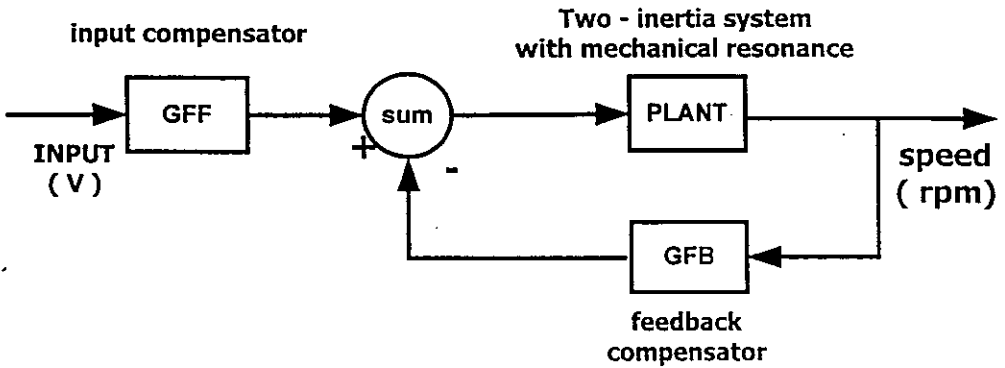 Two - inertia system
with mechanical resonance
input compensator
GFF
sum
PLANT
+
-
INPUT
( V )
speed
( rpm)
GFB
feedback
compensator